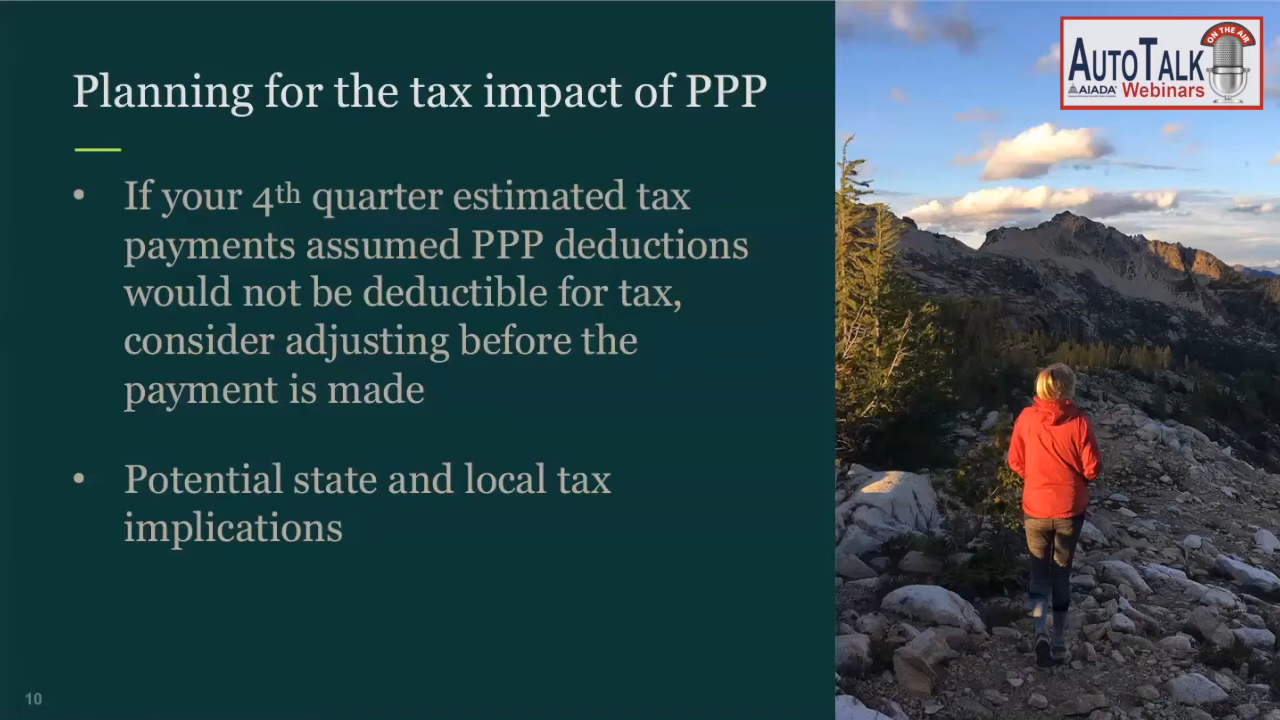 Planning for the tax impact of PPP
• If your 4th quarter estimated tax
payments assumed PPP deductions
would not be deductible for tax,
consider adjusting before the
payment is made
• Potential state and local tax
implications
10
ON THE AIR
AUTOTALK
AIADA
Webinars